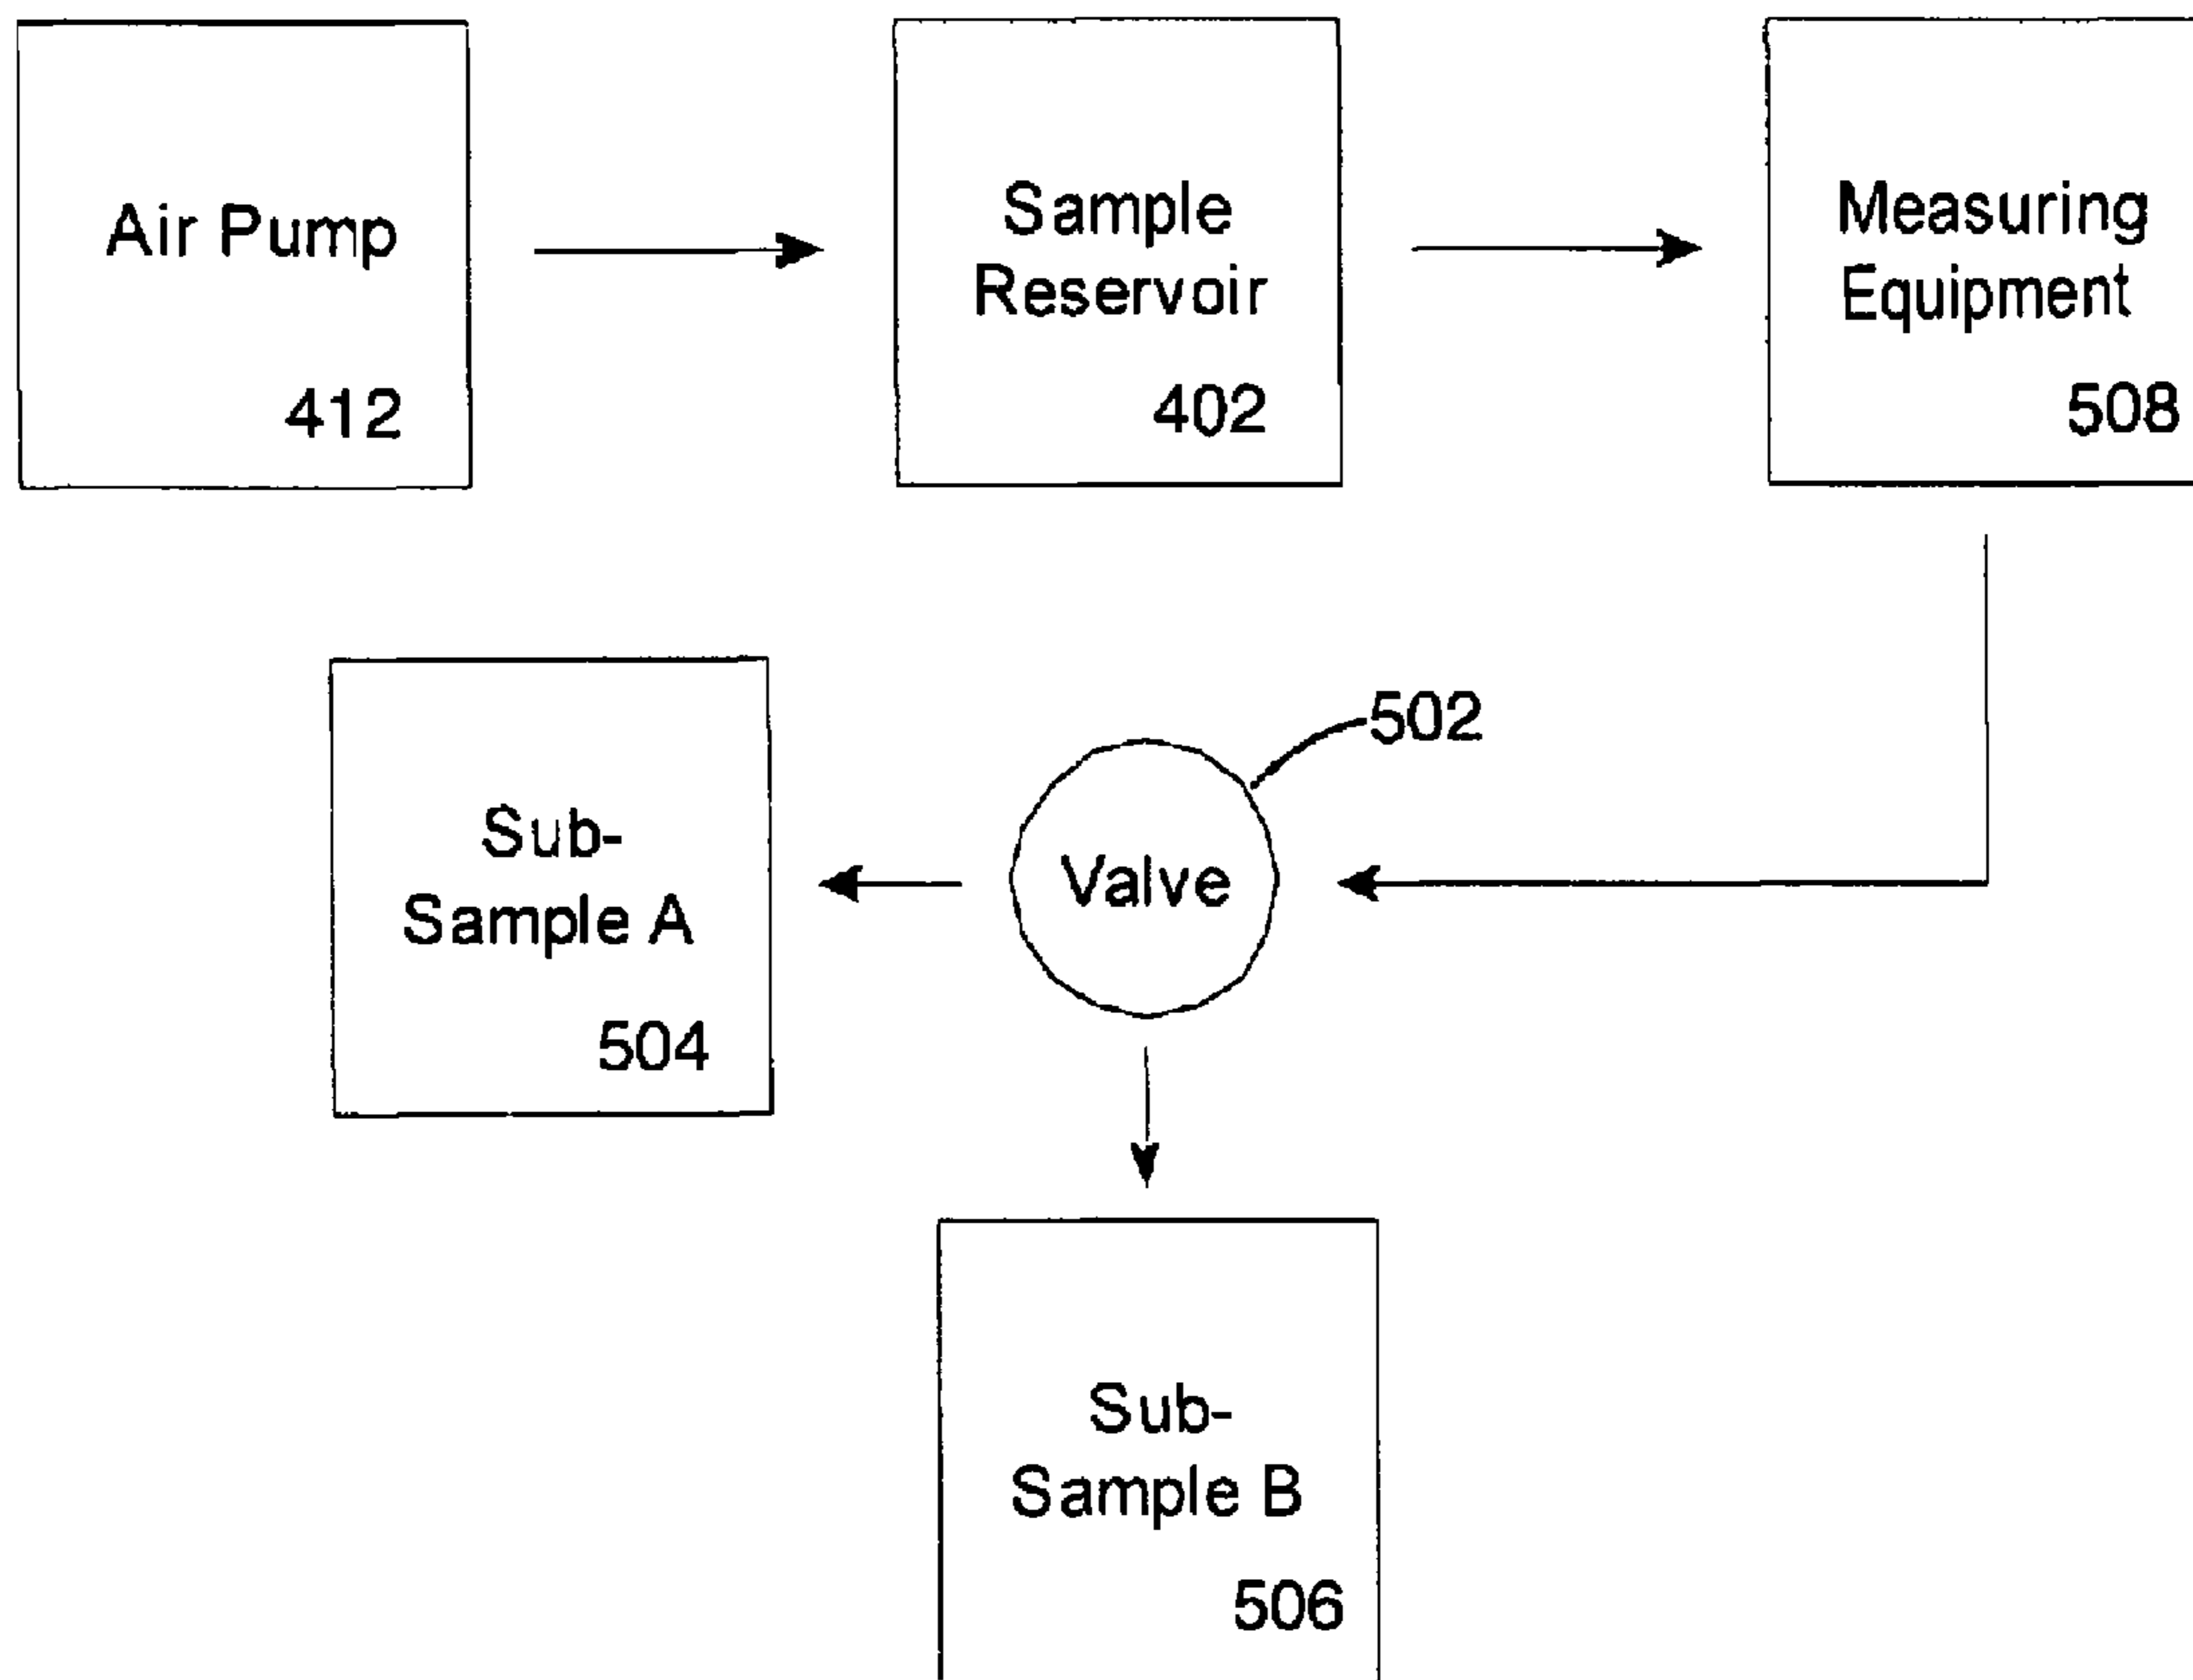 Air Pump
412
Sample
Reservoir
402
Measuring
Equipment
508
Sub-
Sample A
504
Valve
502
Sub-
Sample B
506